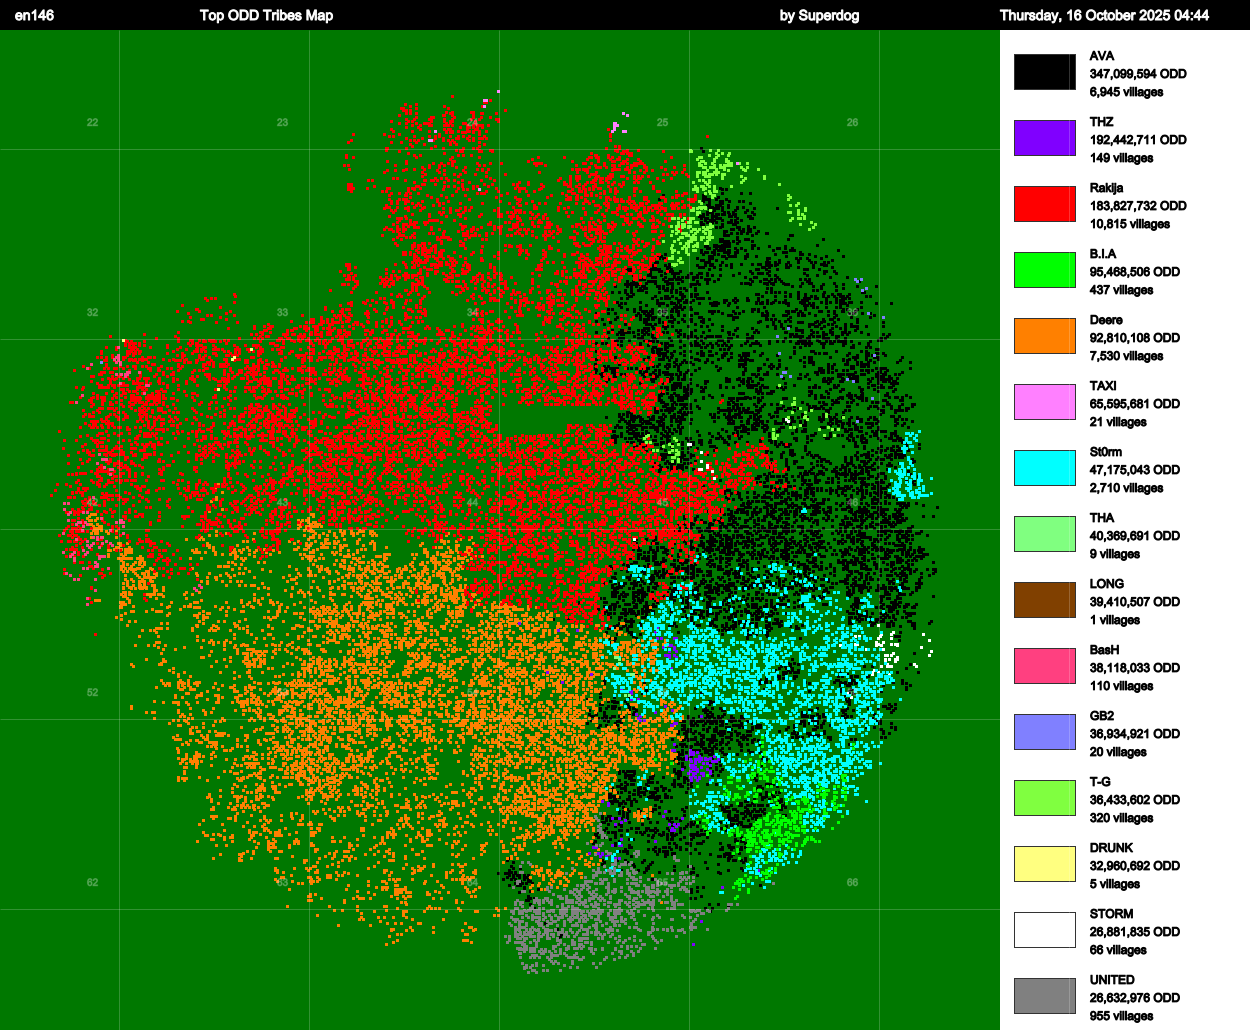 en146 Top ODD Tribes Map by Superdog Thursday, 16 October 2025 04:44
22 23 24 25 26
32 33 34 35 36
42 43 44 45 46
52
62 63 64 65 66
AVA
347,099,594 ODD
6,945 villages
THZ
192,442,711 ODD
149 villages
Rakija
183,827,732 ODD
10,815 villages
B.I.A
95,468,506 ODD
437 villages
Deere
92,810,108 ODD
7,530 villages
TAXI
65,595,681 ODD
21 villages
St0rm
47,175,043 ODD
2,710 villages
THA
40,369,691 ODD
9 villages
LONG
39,410,507 ODD
1 villages
BasH
38,118,033 ODD
110 villages
GB2
36,934,921 ODD
20 villages
T-G
36,433,602 ODD
320 villages
DRUNK
32,960,692 ODD
5 villages
STORM
26,881,835 ODD
66 villages
UNITED
26,632,976 ODD
955 villages